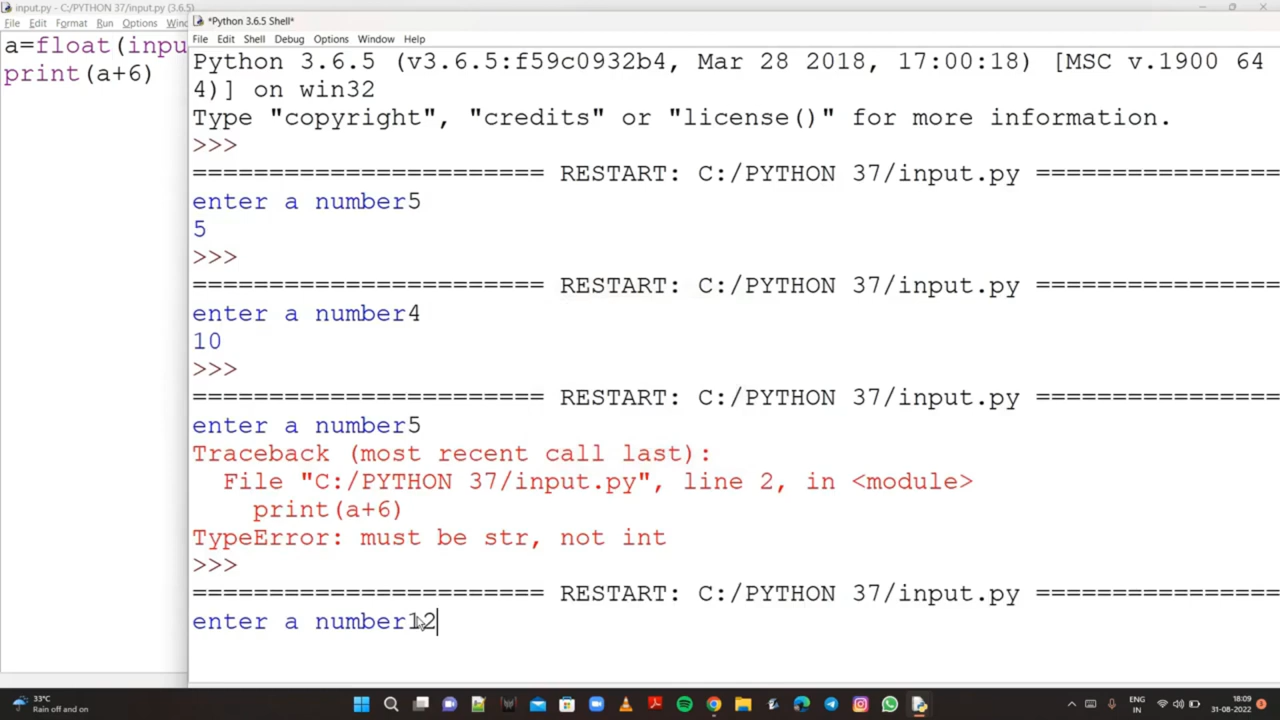 input.py - C:/PYTHON 37/input.py (3.6.5)
File Edit Format Run Options
a=float(inpu
print(a+6)
*Python 3.6.5 Shell*
File Edit Shell Debug Options Window Help
Python 3.6.5 (v3.6.5:f59c0932b4, Mar 28 2018, 17:00:18) [MSC v.1900 64
4)] on win32
Type "copyright", "credits" or "license()" for more information.
>>>
======================= RESTART: C:/PYTHON 37/input.py ================
enter a number5
5
>>>
======================= RESTART: C:/PYTHON 37/input.py ================
enter a number4
10
>>>
======================= RESTART: C:/PYTHON 37/input.py ================
enter a number5
Traceback (most recent call last):
  File "C:/PYTHON 37/input.py", line 2, in <module>
    print(a+6)
TypeError: must be str, not int
>>>
======================= RESTART: C:/PYTHON 37/input.py ================
enter a number12
33°C
Rain off and on
ENG
IN
18:09
31-08-2022